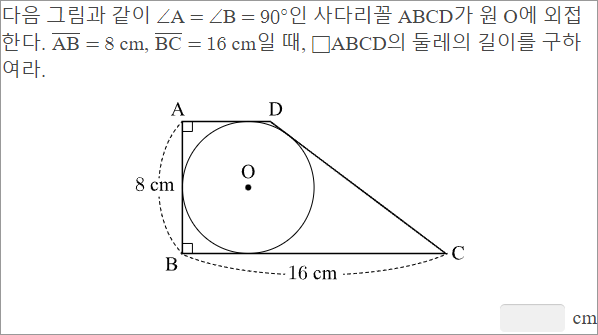 다음 그림과 같이 ∠A = ∠B = 90°인 사다리꼴 ABCD가 원 O에 외접
한다. \overline{AB} = 8 cm, \overline{BC} = 16 cm일 때, □ABCD의 둘레의 길이를 구하
여라.
A D
O
8 cm
B C
16 cm
cm